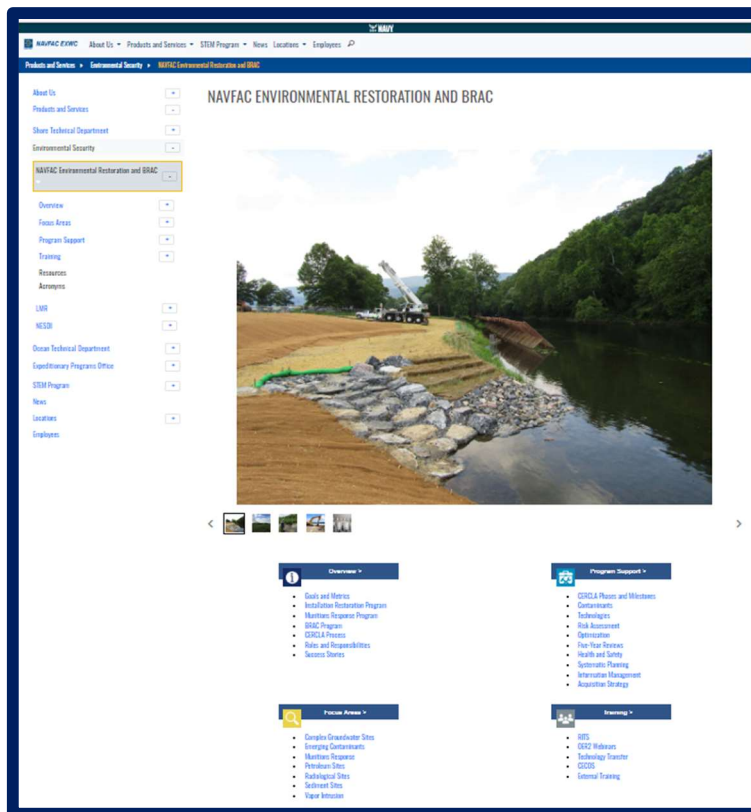 NAVY
NAVFAC EXWC About Us Products and Services STEM Program News Locations Employees
Products and Services Environmental Security NAVFAC Environmental Restoration and BRAC
About Us
Products and Services
Shore Technical Department
Environmental Security
NAVFAC Environmental Restoration and BRAC
Overview
Focus Areas
Program Support
Training
Resources
Acronyms
LMR
NESDI
Ocean Technical Department
Expeditionary Programs Office
STEM Program
News
Locations
Employees
NAVFAC ENVIRONMENTAL RESTORATION AND BRAC
Overview >
Goals and Metrics
Installation Restoration Program
Munitions Response Program
BRAC Program
CERCLA Process
Roles and Responsibilities
Success Stories
Program Support >
CERCLA Phases and Milestones
Contaminants
Technologies
Risk Assessment
Optimization
Five-Year Reviews
Health and Safety
Systematic Planning
Information Management
Acquisition Strategy
Focus Areas >
Complex Groundwater Sites
Emerging Contaminants
Munitions Response
Petroleum Sites
Radiological Sites
Sediment Sites
Vapor Intrusion
Training >
RITS
OER2 Webinars
Technology Transfer
CECOS
External Training